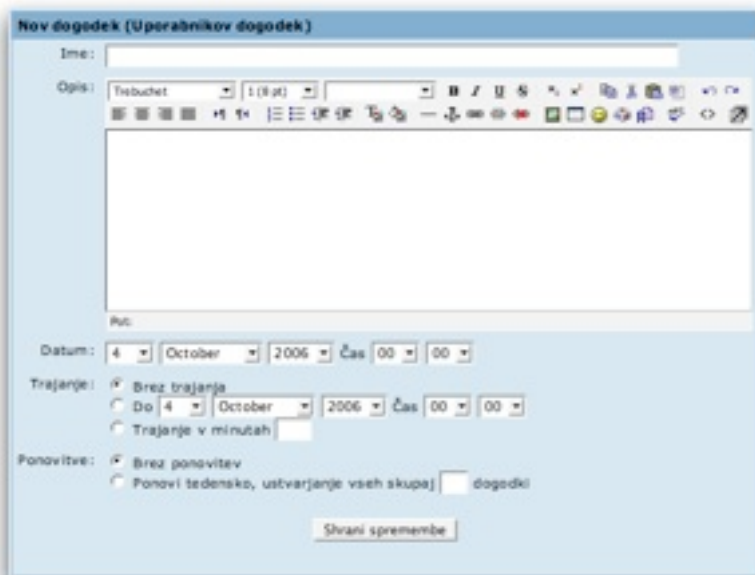 Nov dogodek (Uporabnikov dogodek)
Ime:
Opis: Trebuchet 1 (8 pt) B I U S
Pot:
Datum: 4 October 2006 Čas 00 00
Trajanje: Brez trajanja
Do 4 October 2006 Čas 00 00
Trajanje v minutah
Ponovitve: Brez ponovitev
Ponovi tedensko, ustvarjanje vseh skupaj dogodki
Shrani spremembe